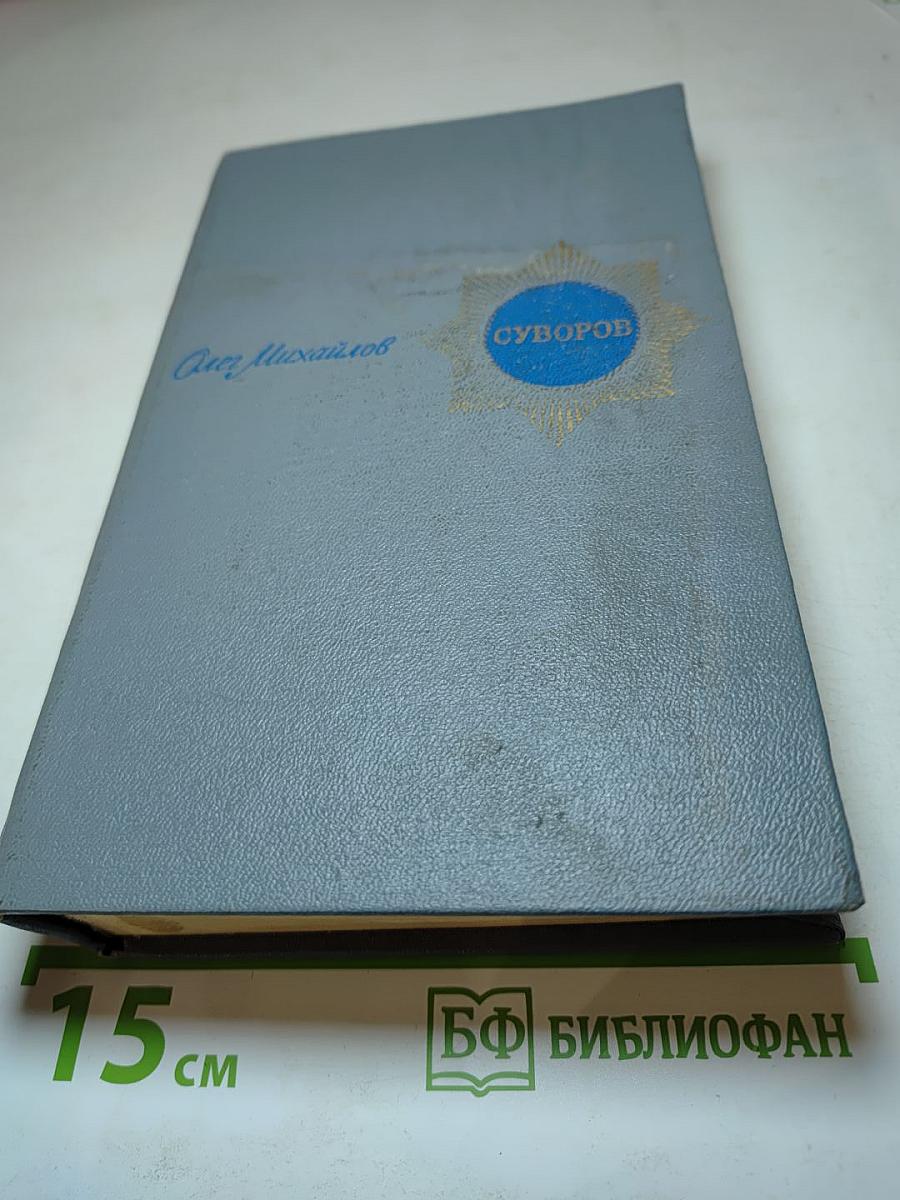 Олег Михайлов
СУВОРОВ
15 см
БФ БИБЛИОФАН